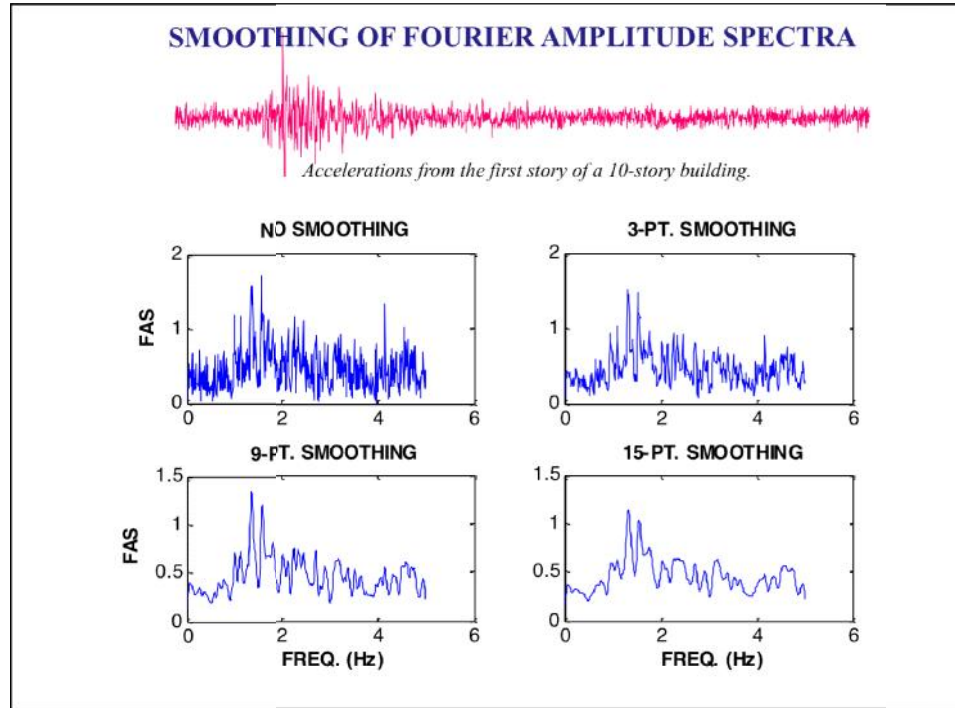 SMOOTHING OF FOURIER AMPLITUDE SPECTRA
Accelerations from the first story of a 10-story building.
NO SMOOTHING
2
1
0
FAS
0 2 4 6
3-PT. SMOOTHING
2
1
0
0 2 4 6
9-PT. SMOOTHING
1.5
1
0.5
0
FAS
0 2 4 6
FREQ. (Hz)
15-PT. SMOOTHING
1.5
1
0.5
0
0 2 4 6
FREQ. (Hz)